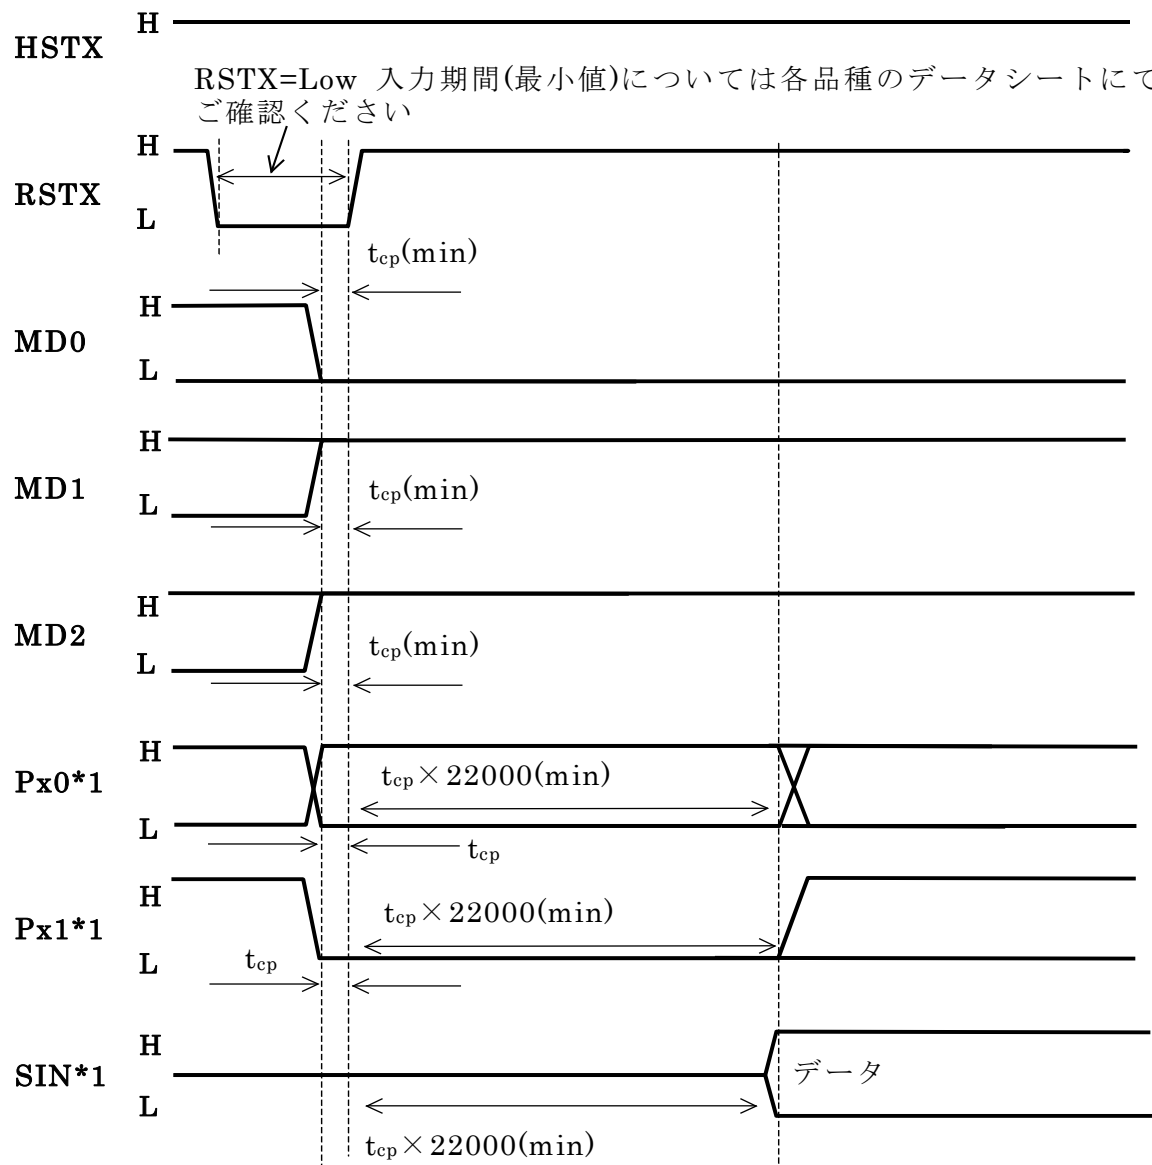 H
HSTX
RSTX=Low 入力期間(最小値)については各品種のデータシートにて
ご確認ください
H
RSTX
L
tcp(min)
H
MD0
L
H
MD1
tcp(min)
L
H
MD2
tcp(min)
L
H
Px0*1
tcp×22000(min)
L
tcp
H
Px1*1
tcp×22000(min)
L
tcp
H
SIN*1
データ
L
tcp×22000(min)